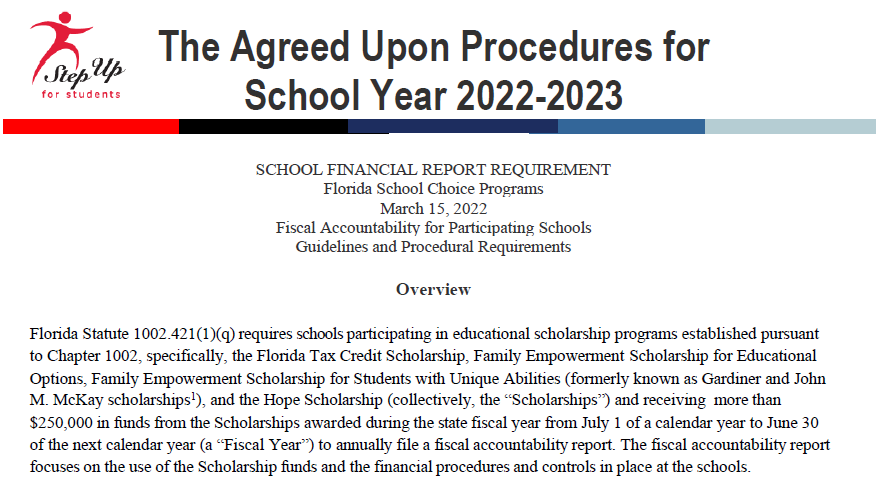 Step Up
for students
The Agreed Upon Procedures for
School Year 2022-2023
SCHOOL FINANCIAL REPORT REQUIREMENT
Florida School Choice Programs
March 15, 2022
Fiscal Accountability for Participating Schools
Guidelines and Procedural Requirements
Overview
Florida Statute 1002.421(1)(q) requires schools participating in educational scholarship programs established pursuant
to Chapter 1002, specifically, the Florida Tax Credit Scholarship, Family Empowerment Scholarship for Educational
Options, Family Empowerment Scholarship for Students with Unique Abilities (formerly known as Gardiner and John
M. McKay scholarships¹), and the Hope Scholarship (collectively, the “Scholarships”) and receiving more than
$250,000 in funds from the Scholarships awarded during the state fiscal year from July 1 of a calendar year to June 30
of the next calendar year (a “Fiscal Year”) to annually file a fiscal accountability report. The fiscal accountability report
focuses on the use of the Scholarship funds and the financial procedures and controls in place at the schools.